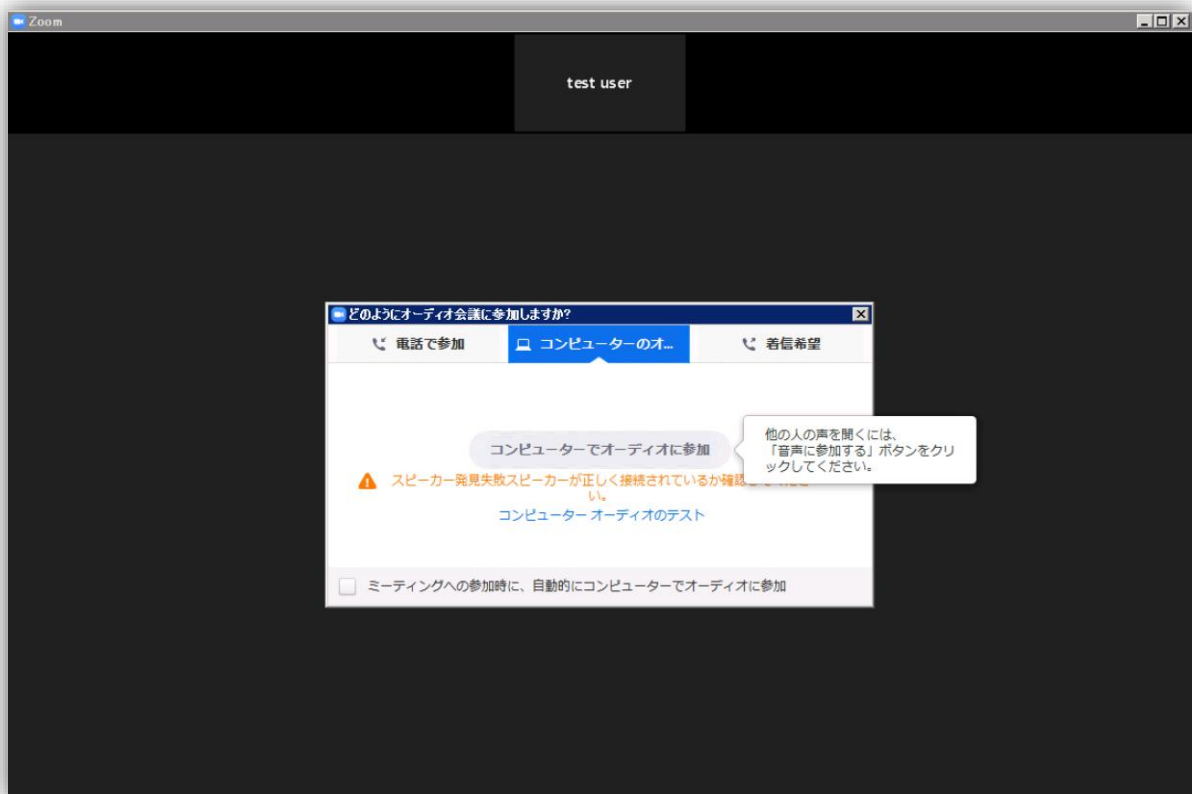 Zoom
test user
どのようにオーディオ会議に参加しますか?
電話で参加
コンピューターのオ...
着信希望
コンピューターでオーディオに参加
他の人の声を聞くには、
「音声に参加する」ボタンをクリ
ックしてください。
スピーカー発見失敗スピーカーが正しく接続されているか確認
い。
コンピューター オーディオのテスト
ミーティングへの参加時に、自動的にコンピューターでオーディオに参加